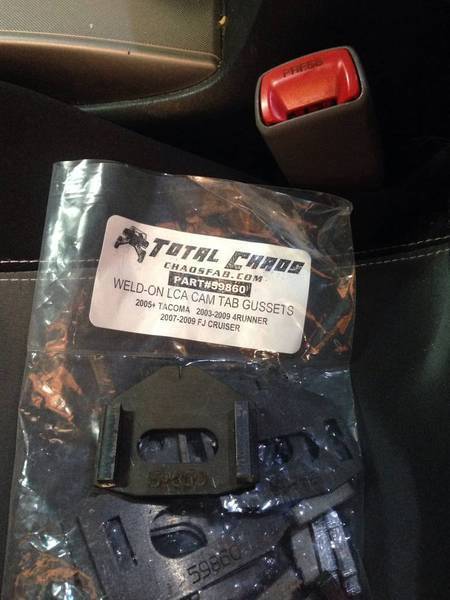 PRESS
TOTAL CHAOS
CHAOSFAB.COM
PART#59860
WELD-ON LCA CAM TAB GUSSETS
2005+ TACOMA 2003-2009 4RUNNER
2007-2009 FJ CRUISER
59860
59860